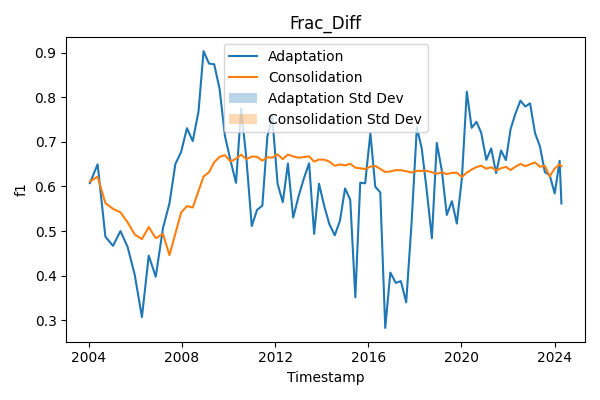 Frac_Diff
Adaptation
Consolidation
Adaptation Std Dev
Consolidation Std Dev
f1
0.9
0.8
0.7
0.6
0.5
0.4
0.3
2004
2008
2012
2016
2020
2024
Timestamp